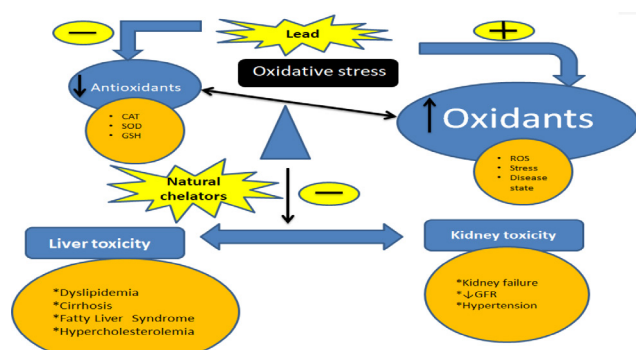 Lead
Oxidative stress
↓ Antioxidants
• CAT
• SOD
• GSH
↑ Oxidants
• ROS
• Stress
• Disease
state
Natural
chelators
Liver toxicity
Kidney toxicity
*Dyslipidemia
*Cirrhosis
*Fatty Liver Syndrome
*Hypercholesterolemia
*Kidney failure
*↓GFR
*Hypertension